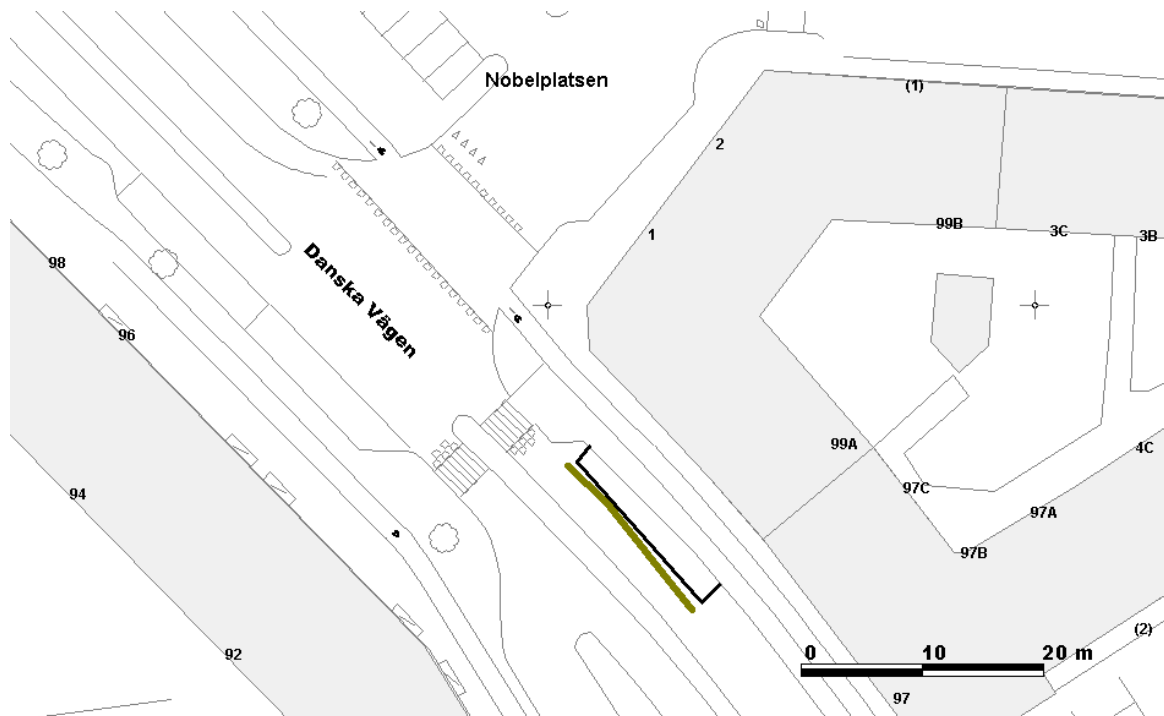 Nobelplatsen
(1)
2
1
99B
3C
3B
98
96
Danska Vägen
99A
4C
94
97C
97A
97B
92
(2)
0 10 20 m
97